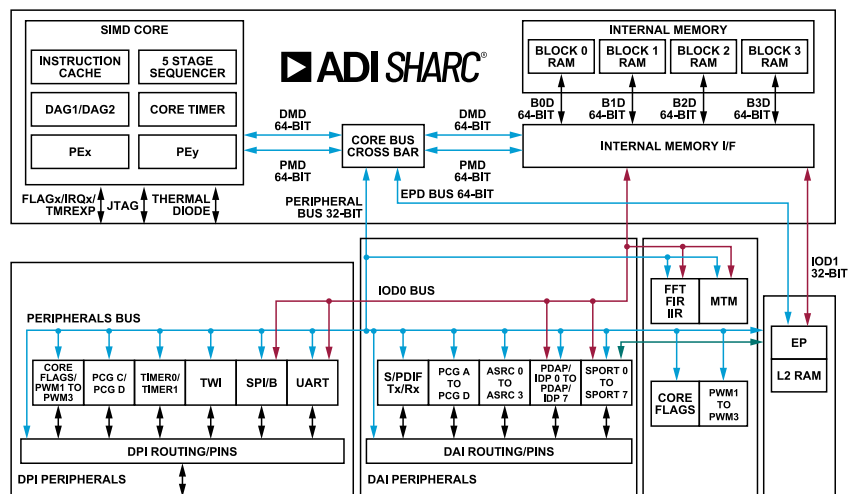 SIMD CORE
INSTRUCTION
CACHE
5 STAGE
SEQUENCER
DAG1/DAG2
CORE TIMER
PEx
PEy
FLAGx/IRQx/
TMREXP
JTAG
THERMAL
DIODE
ADI SHARC®
DMD
64-BIT
PMD
64-BIT
CORE BUS
CROSS BAR
DMD
64-BIT
PMD
64-BIT
INTERNAL MEMORY
BLOCK 0
RAM
BLOCK 1
RAM
BLOCK 2
RAM
BLOCK 3
RAM
B0D
64-BIT
B1D
64-BIT
B2D
64-BIT
B3D
64-BIT
INTERNAL MEMORY I/F
PERIPHERAL
BUS 32-BIT
EPD BUS 64-BIT
IOD1
32-BIT
IOD0 BUS
PERIPHERALS BUS
CORE
FLAGS/
PWM1 TO
PWM3
PCG C/
PCG D
TIMER0/
TIMER1
TWI
SPI/B
UART
DPI ROUTING/PINS
DPI PERIPHERALS
S/PDIF
Tx/Rx
PCG A
TO
PCG D
ASRC 0
TO
ASRC 3
PDAP/
IDP 0 TO
PDAP/
IDP 7
SPORT 0
TO
SPORT 7
DAI ROUTING/PINS
DAI PERIPHERALS
FFT
FIR
IIR
MTM
CORE
FLAGS
PWM1
TO
PWM3
EP
L2 RAM